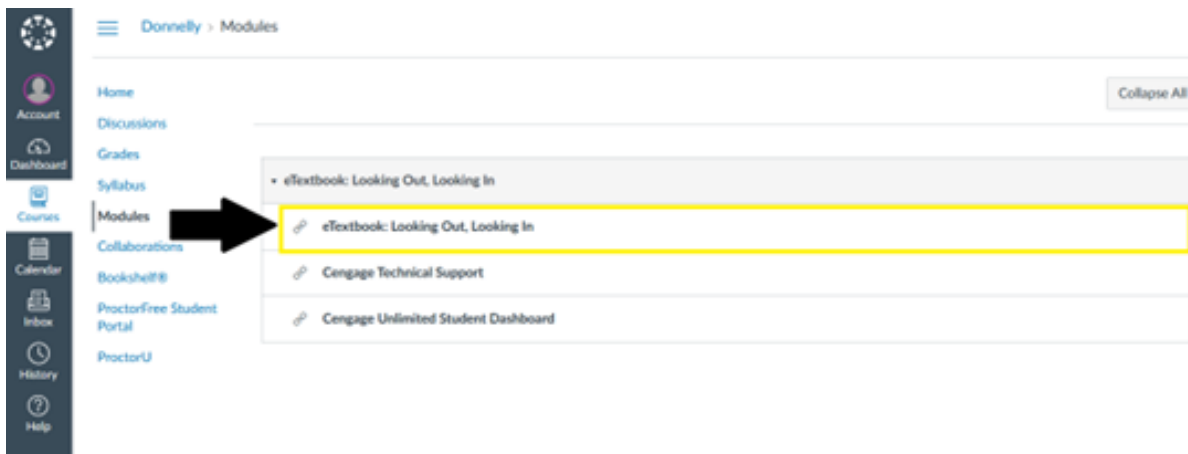 Donnelly > Modules
Account
Dashboard
Courses
Calendar
Inbox
History
Help
Home
Discussions
Grades
Syllabus
Modules
Collaborations
Bookshelf®
ProctorFree Student
Portal
ProctorU
Collapse All
eTextbook: Looking Out, Looking In
eTextbook: Looking Out, Looking In
Cengage Technical Support
Cengage Unlimited Student Dashboard